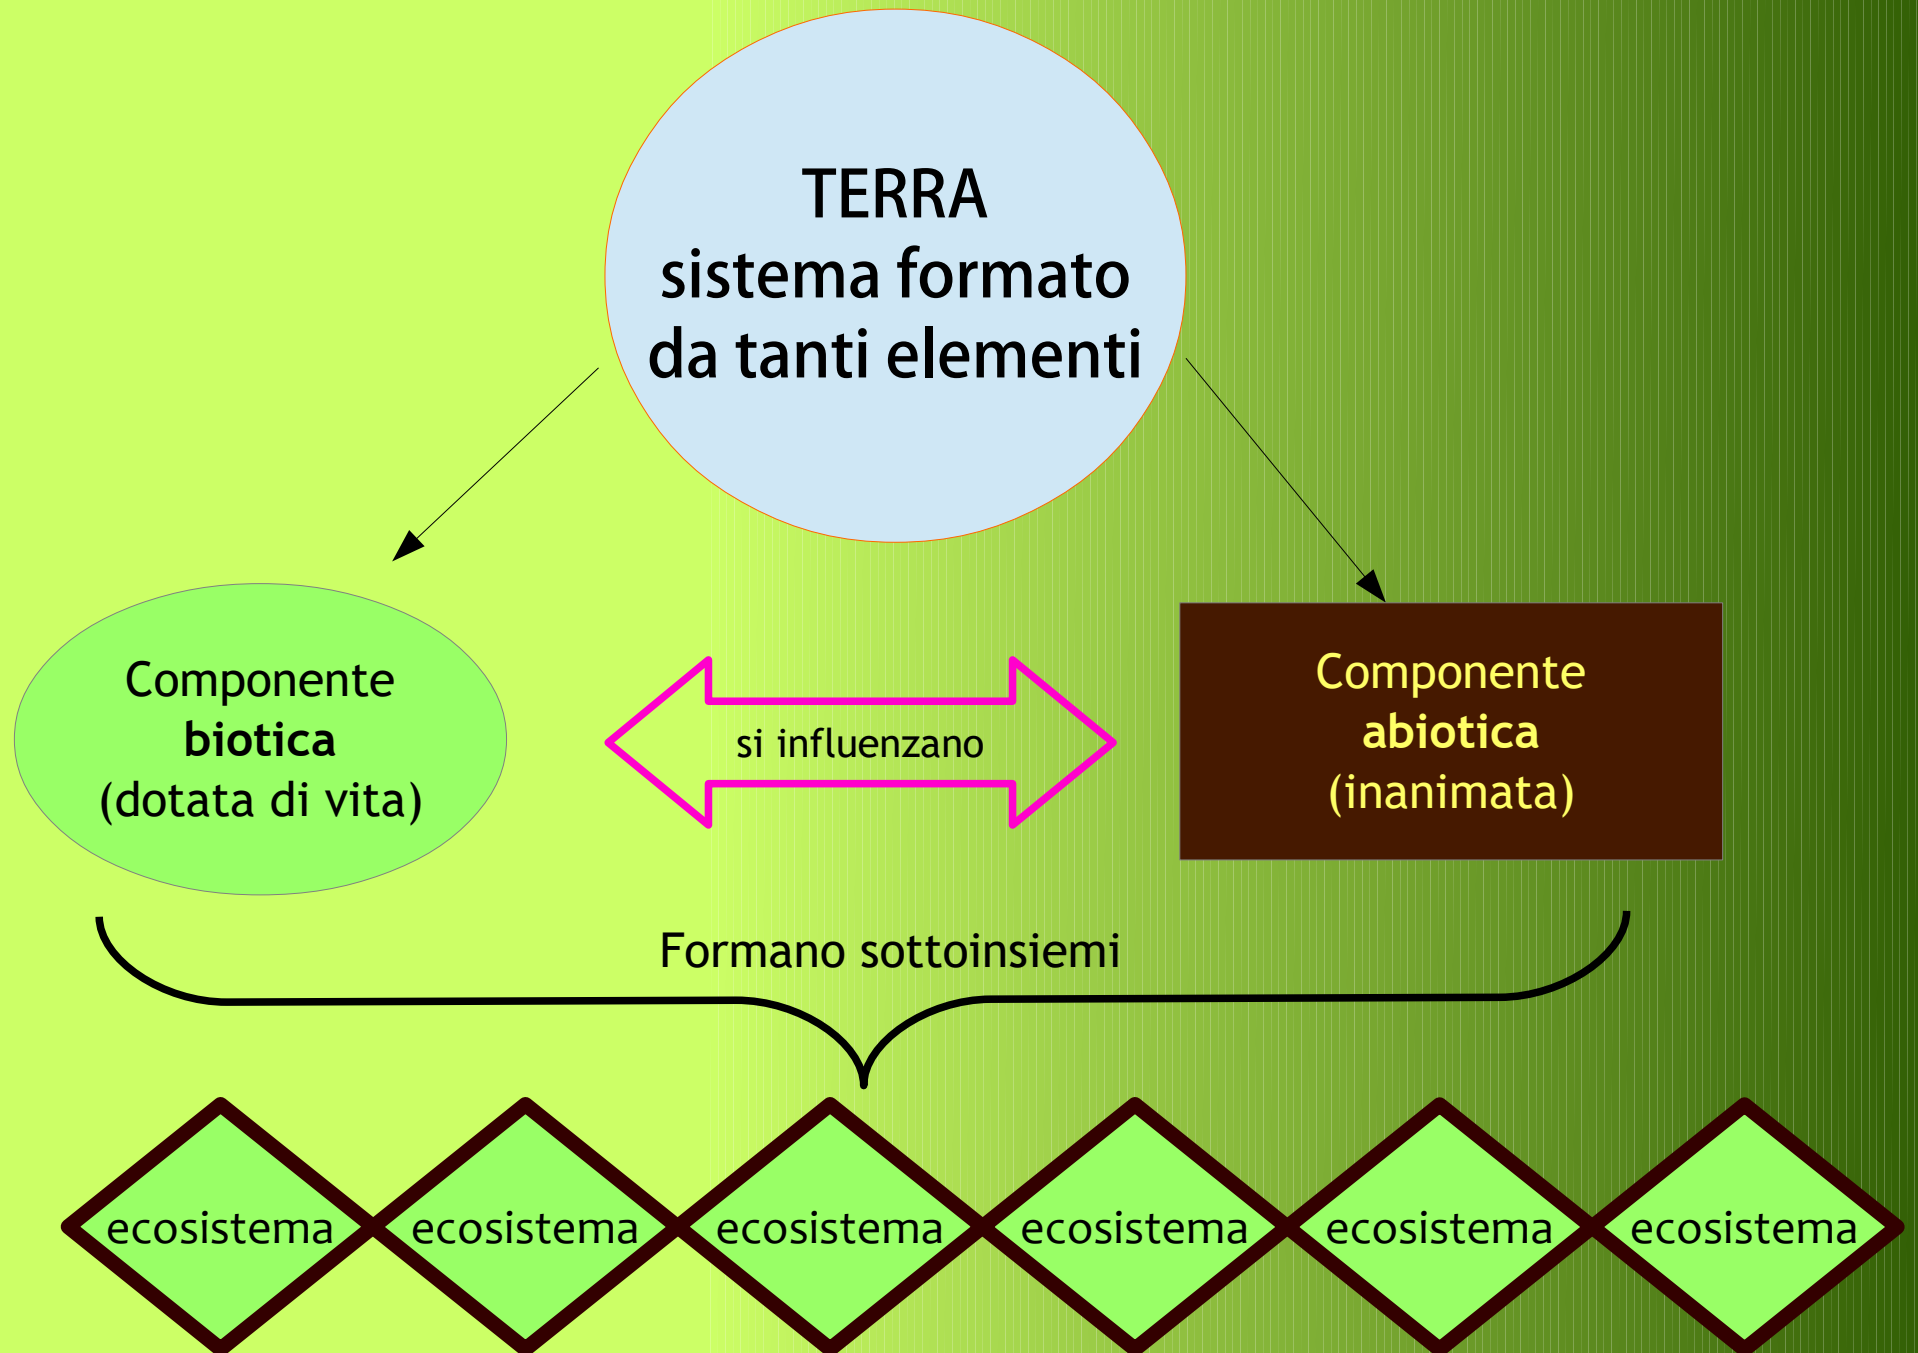 TERRA
sistema formato
da tanti elementi
Componente
biotica
(dotata di vita)
si influenzano
Componente
abiotica
(inanimata)
Formano sottoinsiemi
ecosistema ecosistema ecosistema ecosistema ecosistema ecosistema